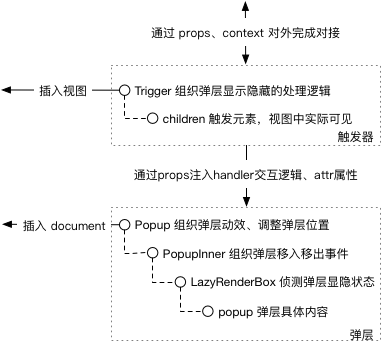 通过 props、context 对外完成对接
插入视图
Trigger 组织弹层显示隐藏的处理逻辑
children 触发元素，视图中实际可见
触发器
通过props注入handler交互逻辑、attr属性
插入 document
Popup 组织弹层动效、调整弹层位置
PopupInner 组织弹层移入移出事件
LazyRenderBox 侦测弹层显隐状态
popup 弹层具体内容
弹层